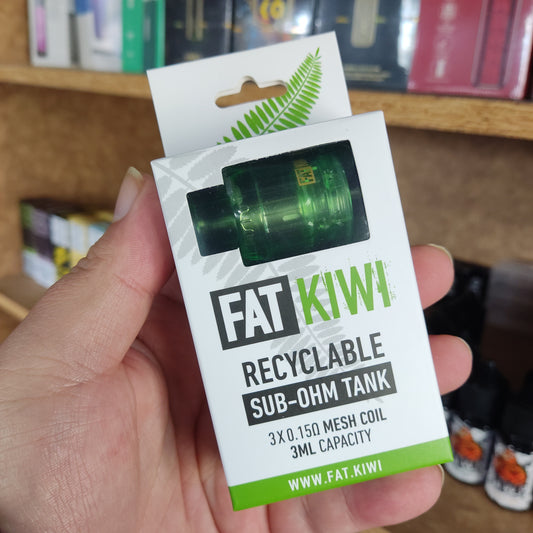 FAT KIWI
RECYCLABLE
SUB-OHM TANK
3 X 0.15Ω MESH COIL
3ML CAPACITY
WWW.FAT.KIWI